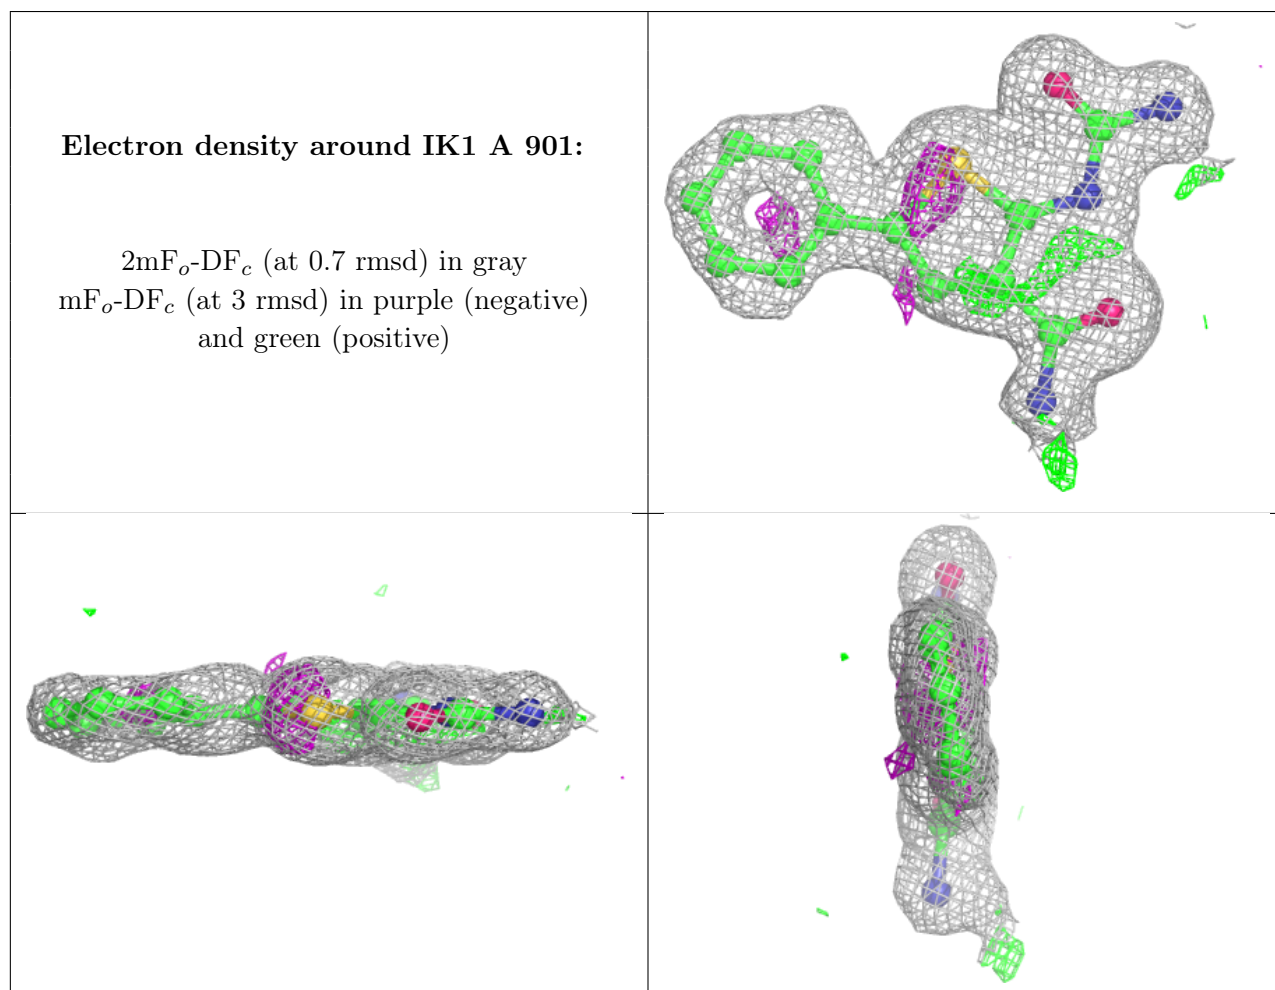 Electron density around IK1 A 901:
2mFo-DFc (at 0.7 rmsd) in gray
mFo-DFc (at 3 rmsd) in purple (negative)
and green (positive)